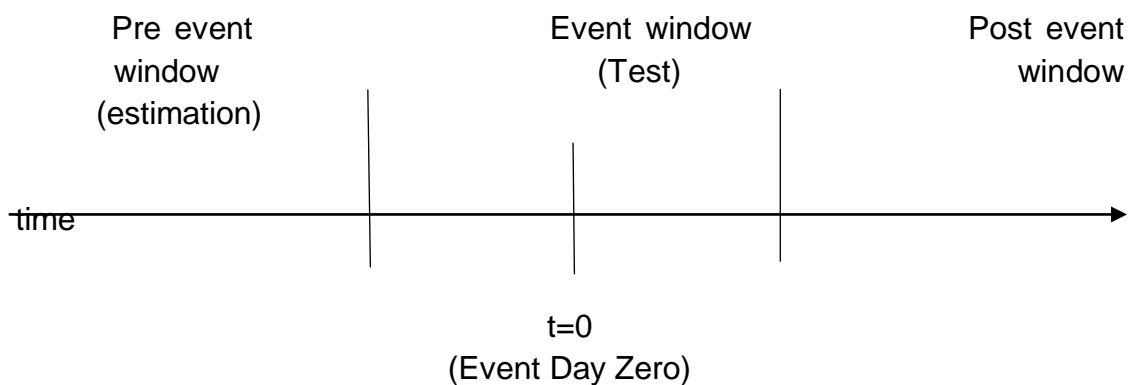 Pre event
window
(estimation)
Event window
(Test)
Post event
window
time
t=0
(Event Day Zero)